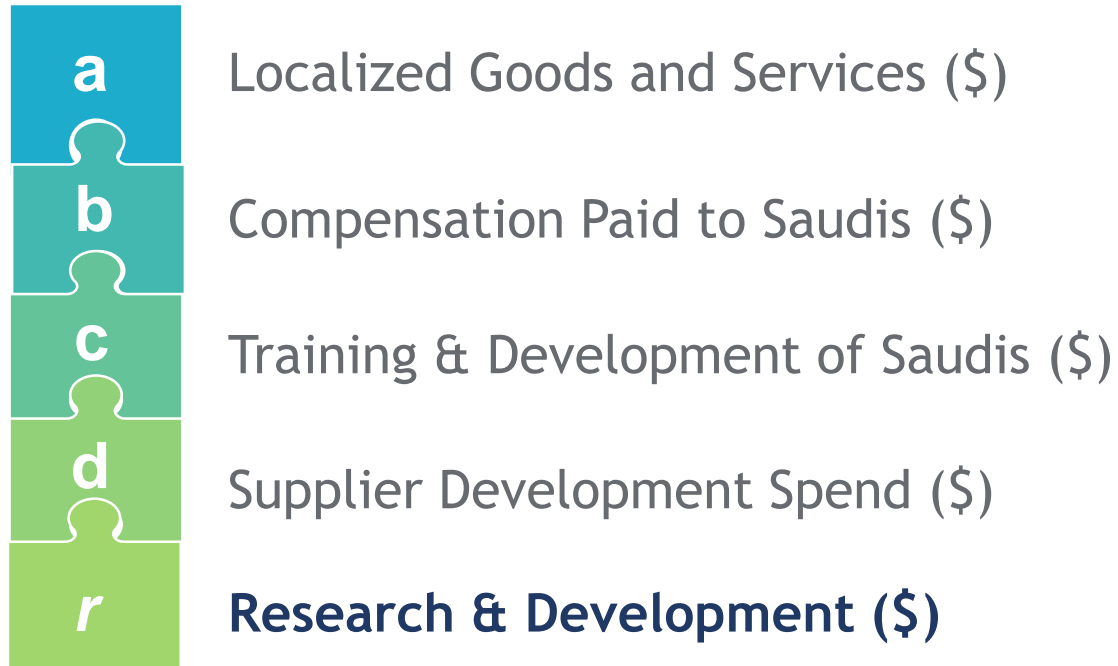 a Localized Goods and Services ($)
b Compensation Paid to Saudis ($)
c Training & Development of Saudis ($)
d Supplier Development Spend ($)
r Research & Development ($)